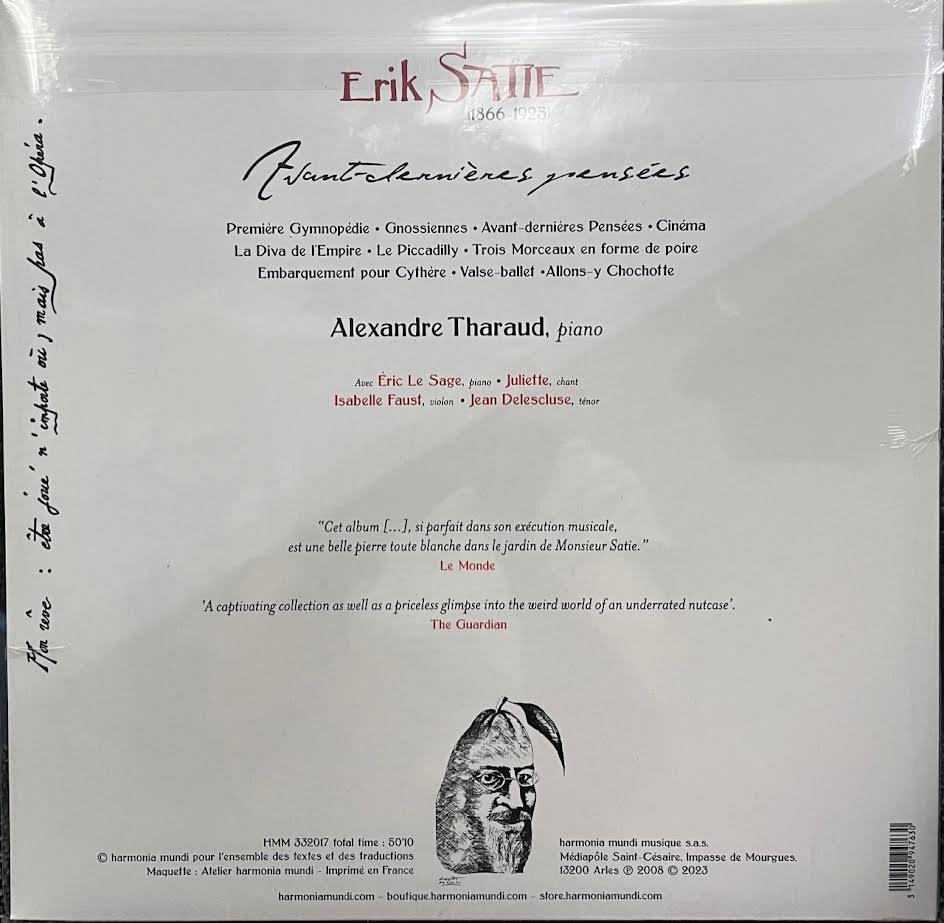 Erik SATIE
(1866-1925)
Avant-dernières pensées
Première Gymnopédie • Gnossiennes • Avant-dernières Pensées • Cinéma
La Diva de l'Empire • Le Piccadilly • Trois Morceaux en forme de poire
Embarquement pour Cythère • Valse-ballet •Allons-y Chochotte
Alexandre Tharaud, piano
Avec Éric Le Sage, piano • Juliette, chant
Isabelle Faust, violon • Jean Delescluse, ténor
"Cet album [...], si parfait dans son exécution musicale,
est une belle pierre toute blanche dans le jardin de Monsieur Satie."
Le Monde
'A captivating collection as well as a priceless glimpse into the weird world of an underrated nutcase'.
The Guardian
Mon rêve : être joué n'importe où, mais pas à l'Opéra.
HMM 332017 total time : 50'10
© harmonia mundi pour l'ensemble des textes et des traductions
Maquette : Atelier harmonia mundi - Imprimé en France
harmonia mundi musique s.a.s.
Médiapôle Saint-Césaire, Impasse de Mourgues,
13200 Arles ℗ 2008 © 2023
harmoniamundi.com – boutique.harmoniamundi.com – store.harmoniamundi.com
3 149020 947630